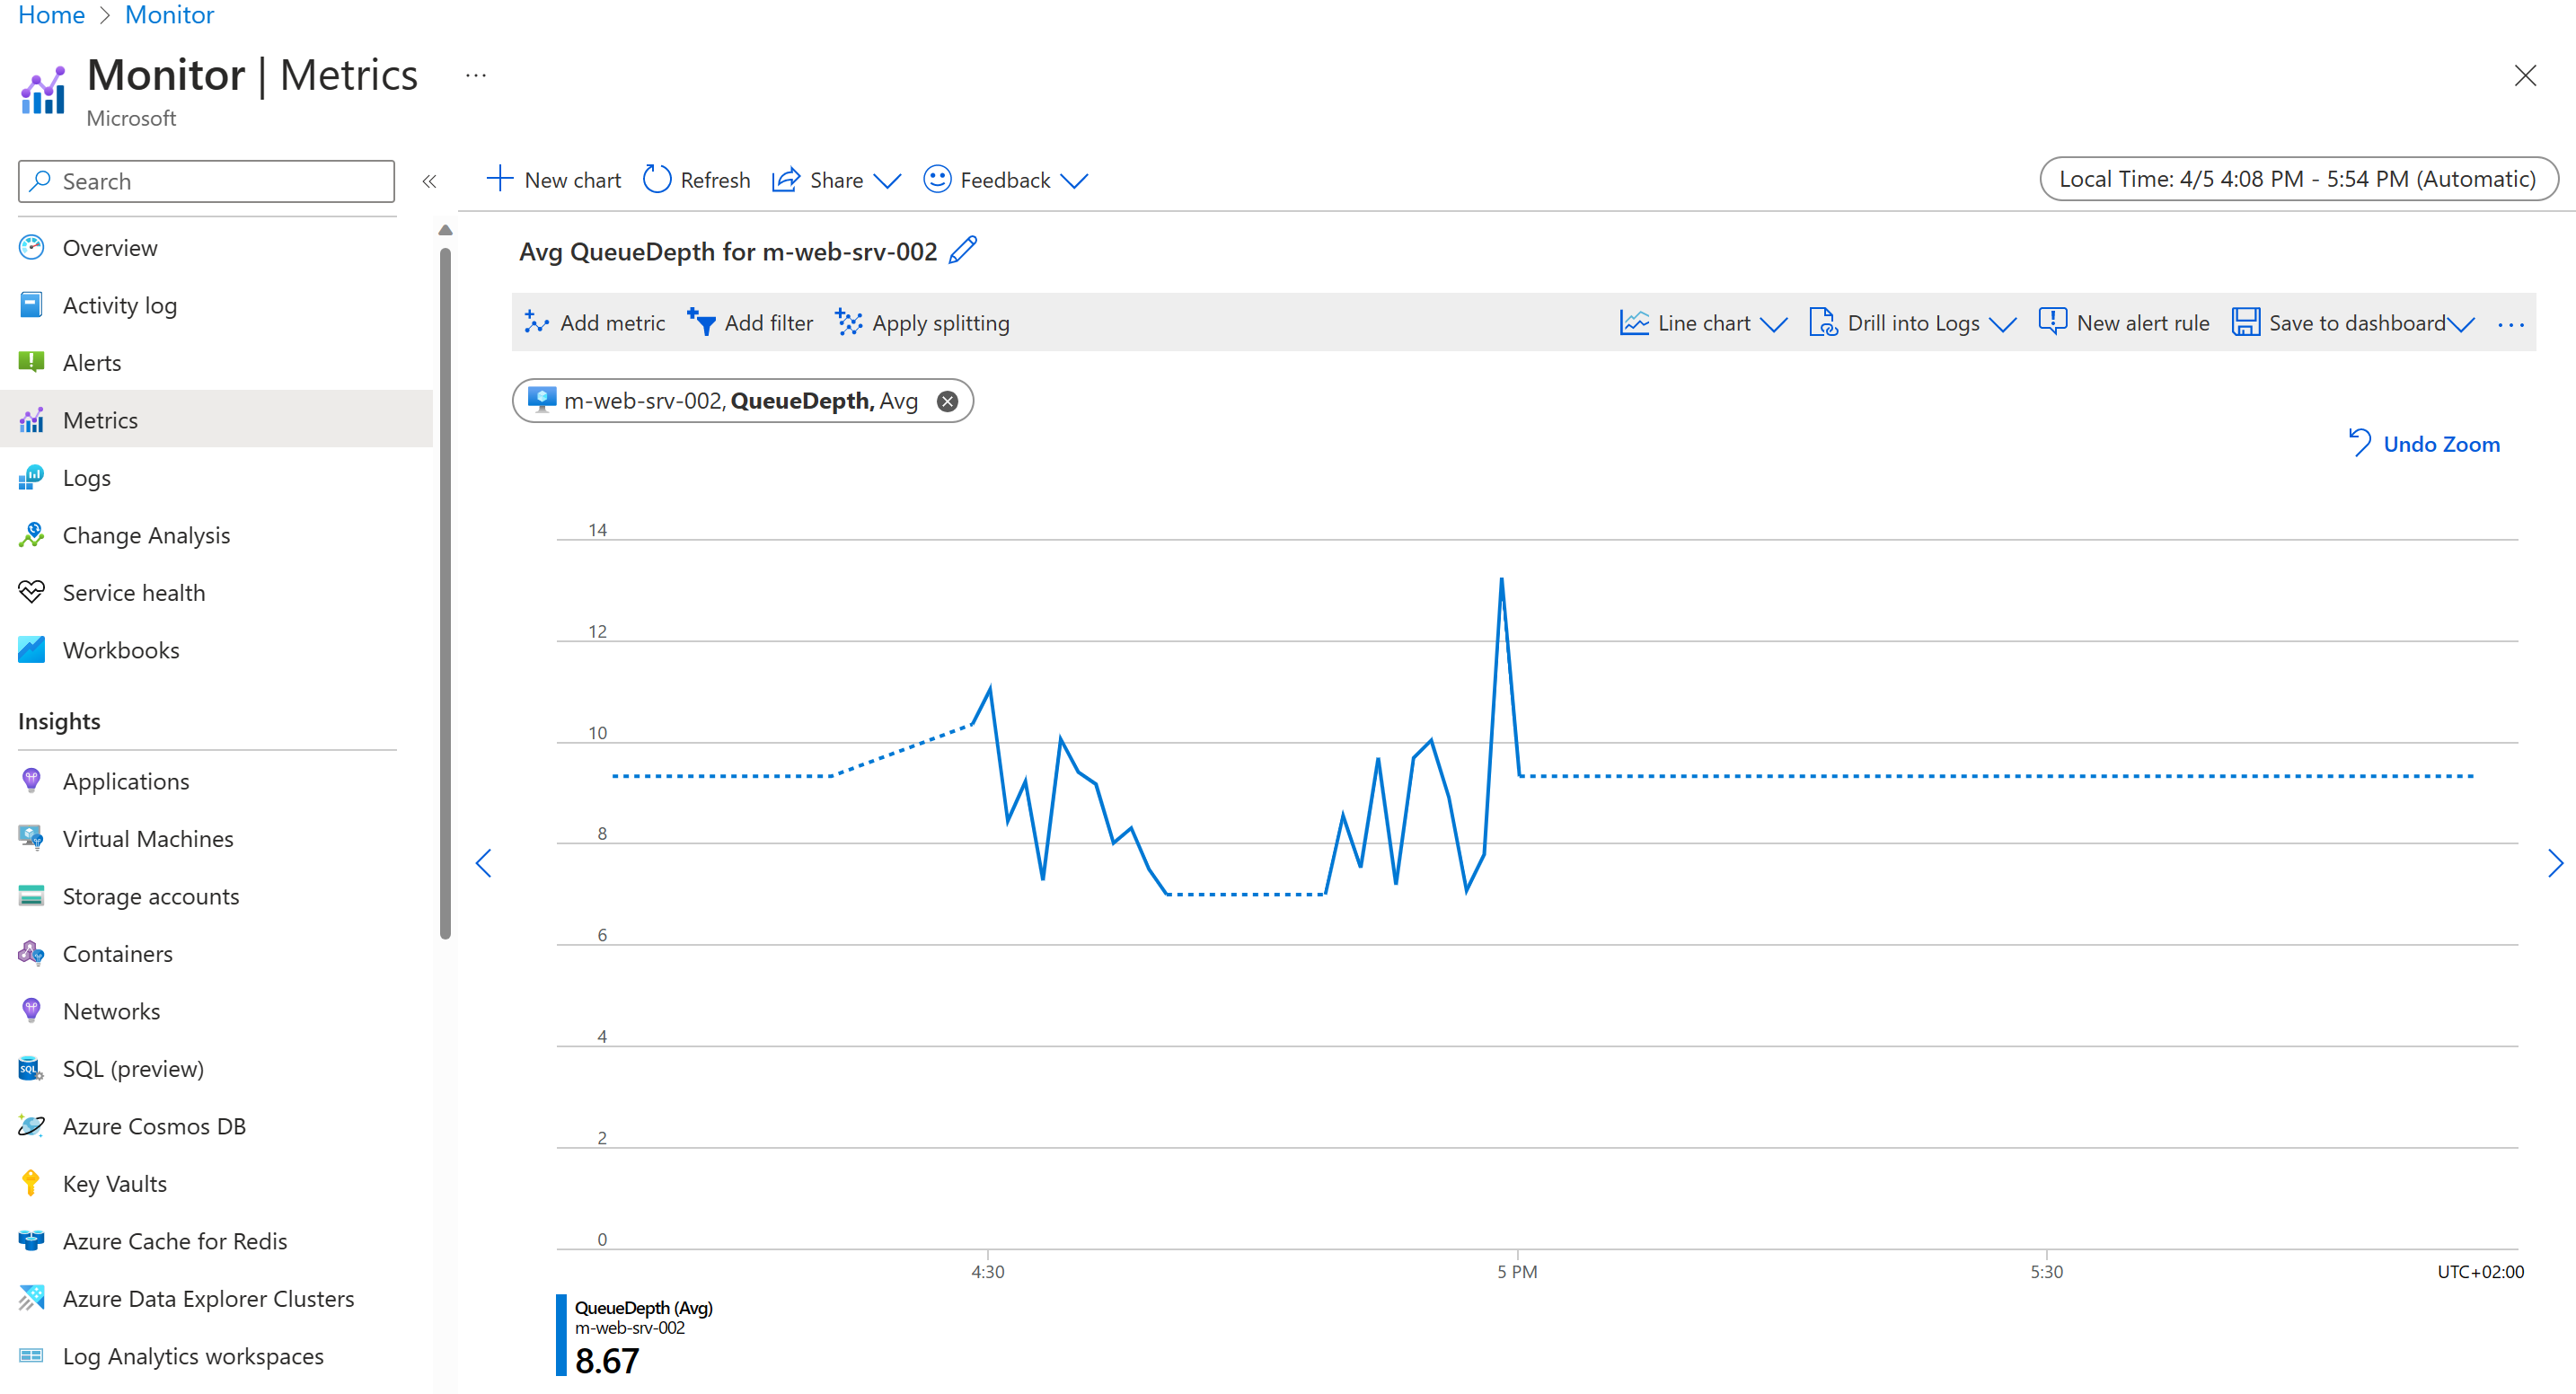 Home > Monitor
Monitor | Metrics ...
Microsoft
Search
«
New chart Refresh Share Feedback
Local Time: 4/5 4:08 PM - 5:54 PM (Automatic)
Overview
Activity log
Alerts
Metrics
Logs
Change Analysis
Service health
Workbooks
Insights
Applications
Virtual Machines
Storage accounts
Containers
Networks
SQL (preview)
Azure Cosmos DB
Key Vaults
Azure Cache for Redis
Azure Data Explorer Clusters
Log Analytics workspaces
Avg QueueDepth for m-web-srv-002
Add metric Add filter Apply splitting
Line chart Drill into Logs New alert rule Save to dashboard ...
m-web-srv-002, QueueDepth, Avg
Undo Zoom
14
12
10
8
6
4
2
0
4:30 5 PM 5:30 UTC+02:00
QueueDepth (Avg)
m-web-srv-002
8.67